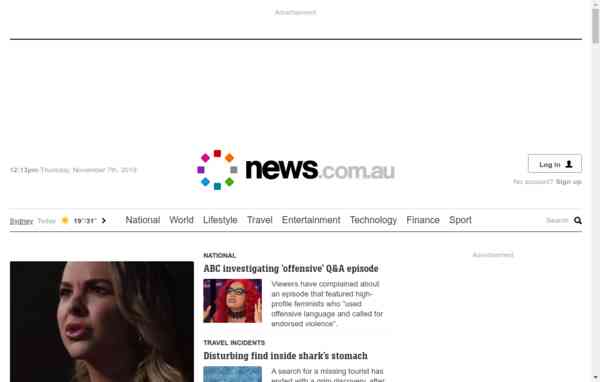 Advertisement
12:13pm Thursday, November 7th, 2019
news.com.au
Log in
No account? Sign up
Sydney Today 19°/31° National World Lifestyle Travel Entertainment Technology Finance Sport Search
NATIONAL
Advertisement
ABC investigating 'offensive' Q&A episode
Viewers have complained about
an episode that featured high-
profile feminists who "used
offensive language and called for
endorsed violence".
TRAVEL INCIDENTS
Disturbing find inside shark's stomach
A search for a missing tourist has
ended with a grim discovery, after